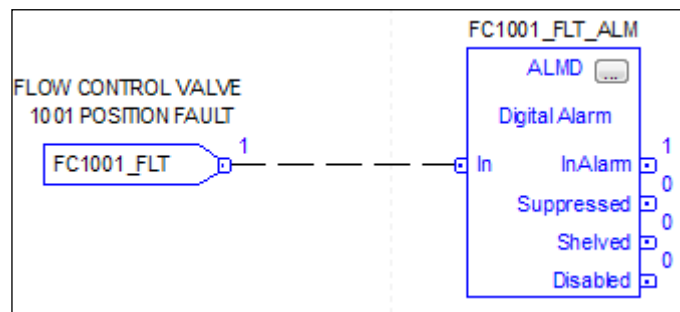 FC1001_FLT_ALM
ALMD ...
FLOW CONTROL VALVE
1001 POSITION FAULT
Digital Alarm
FC1001_FLT
1
In
InAlarm
1
Suppressed
0
Shelved
0
Disabled
0